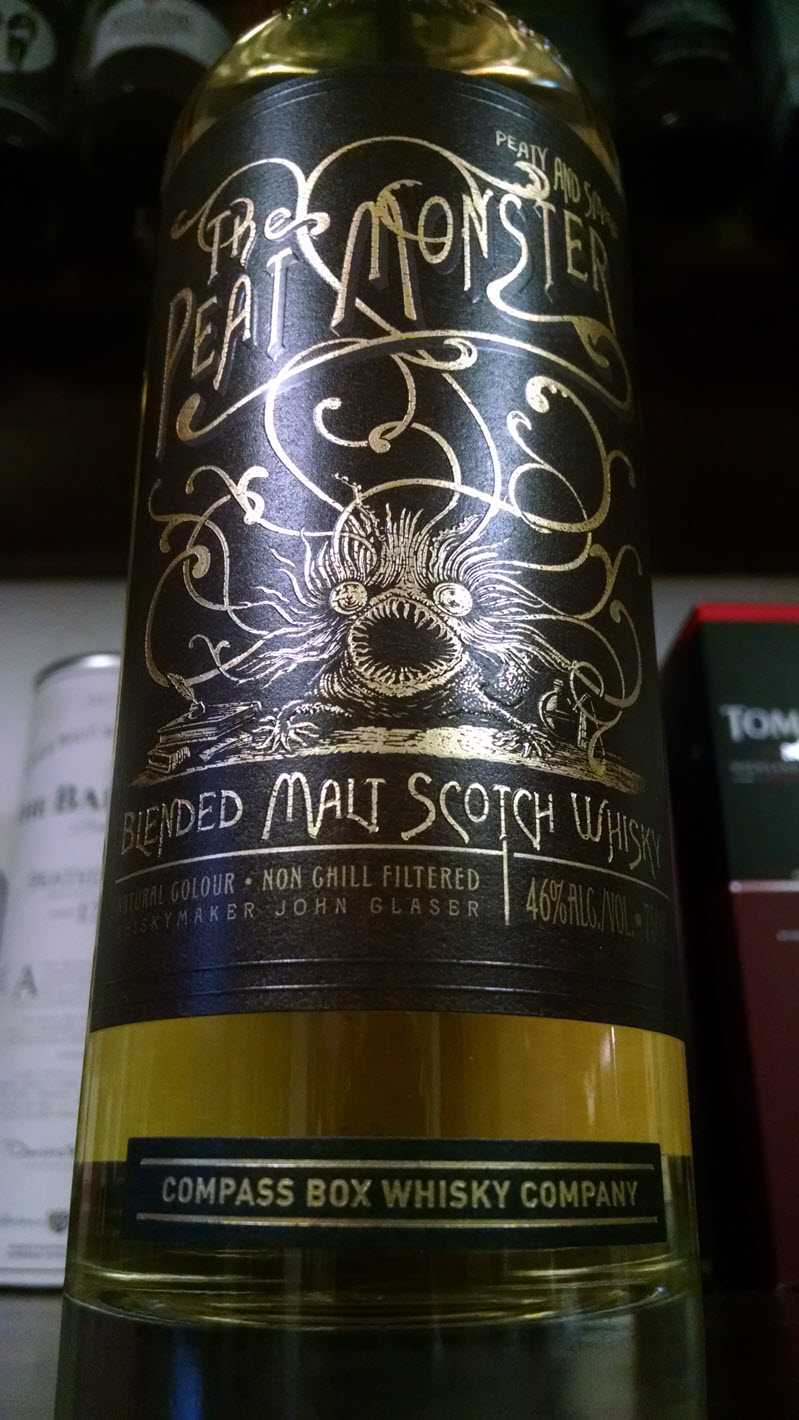 PEATY AND
The
PEAT MONSTER
BLENDED MALT SCOTCH WHISKY
NATURAL COLOUR • NON CHILL FILTERED
WHISKYMAKER JOHN GLASER
46% ALC./VOL. •
COMPASS BOX WHISKY COMPANY
TOM